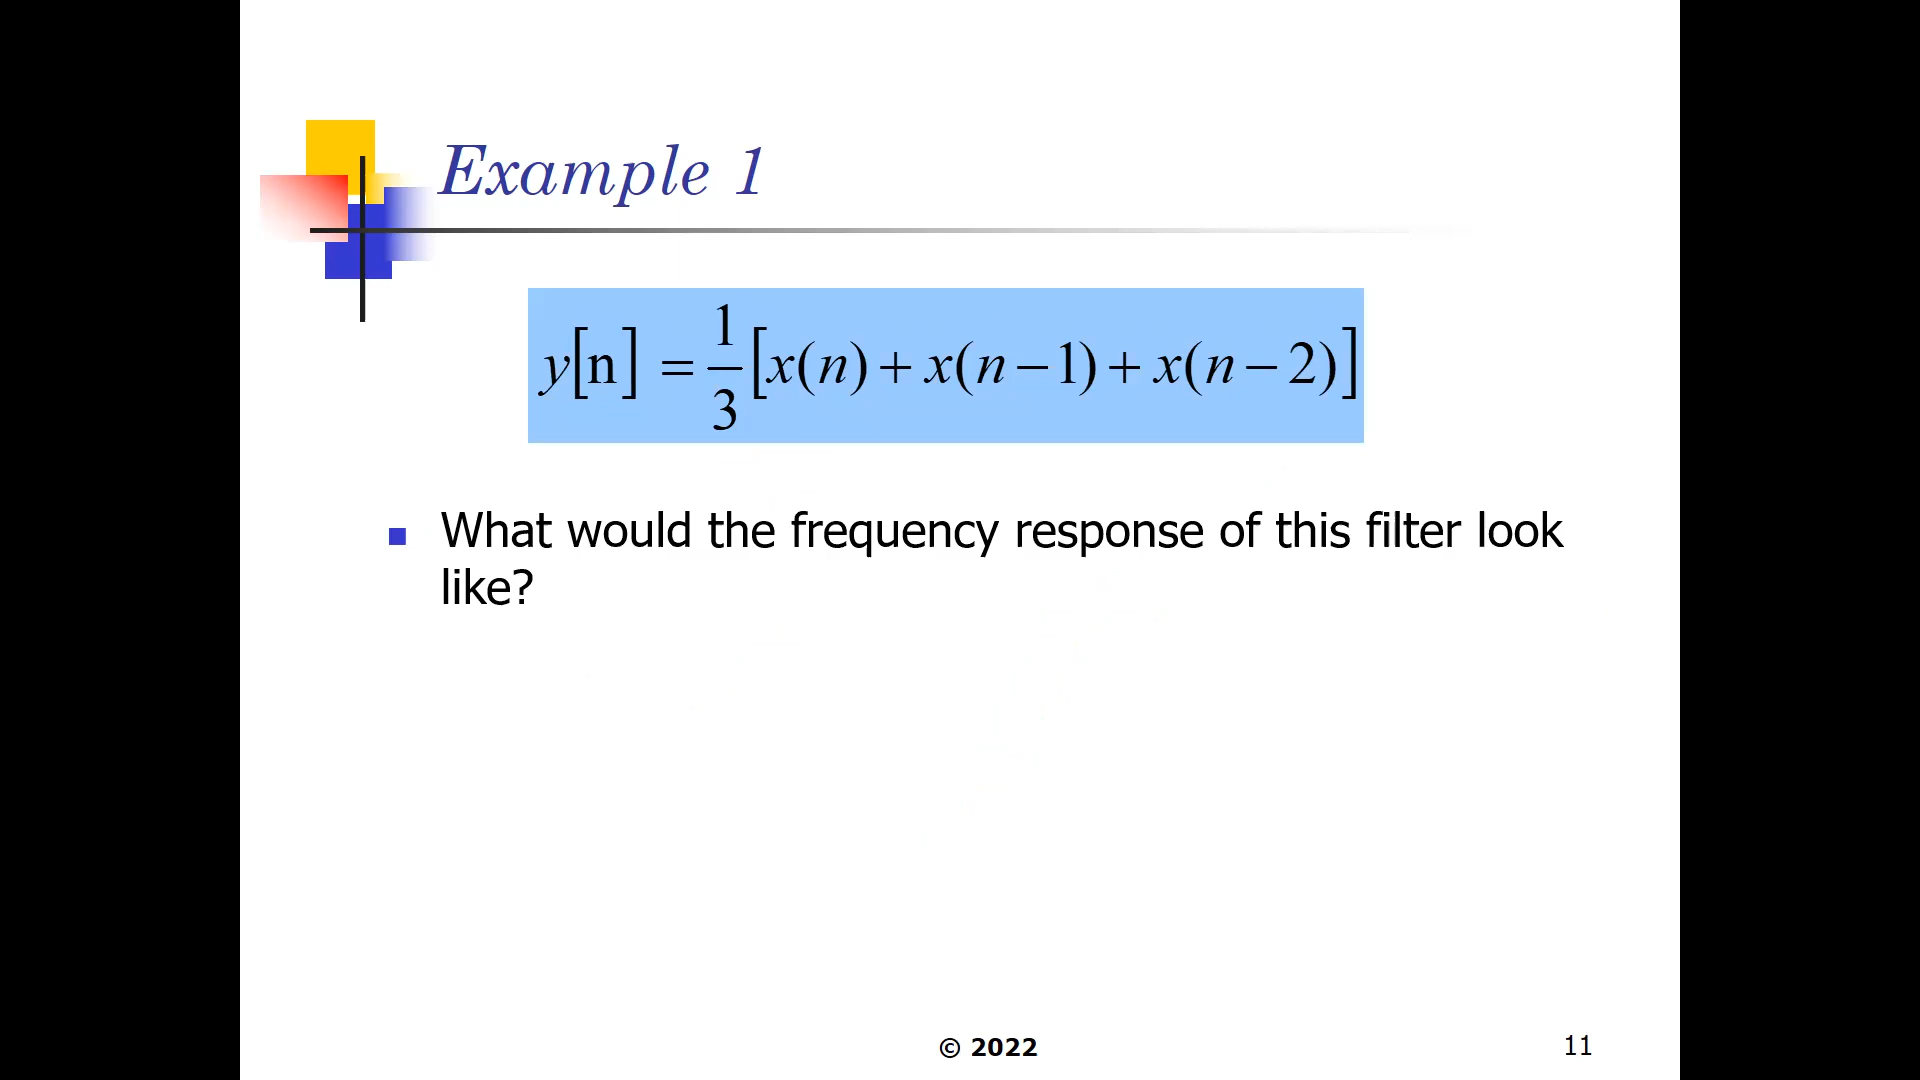 Example 1
y[n] = 1/3 [x(n) + x(n − 1) + x(n − 2)]
What would the frequency response of this filter look
like?
© 2022
11